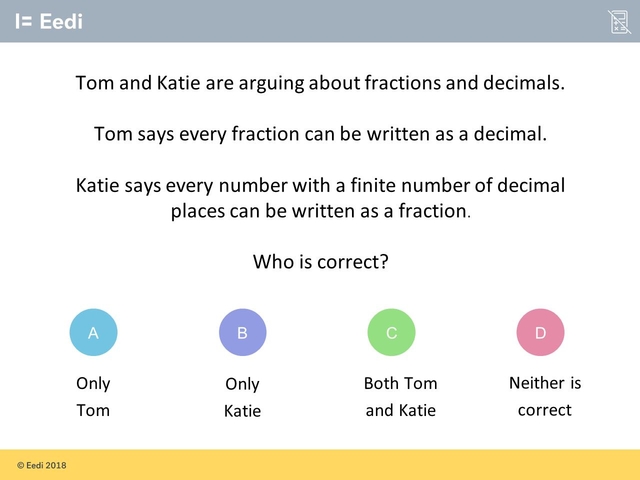 I= Eedi
Tom and Katie are arguing about fractions and decimals.
Tom says every fraction can be written as a decimal.
Katie says every number with a finite number of decimal
places can be written as a fraction.
Who is correct?
A B C D
Only Only Both Tom Neither is
Tom Katie and Katie correct
© Eedi 2018